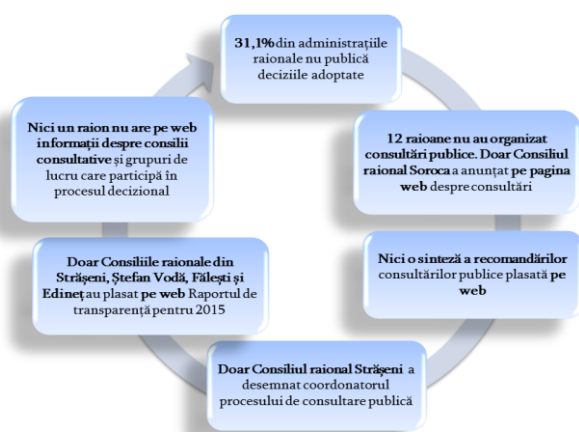 31,1% din administrațiile
raionale nu publică
deciziile adoptate
12 raioane nu au organizat
consultări publice. Doar Consiliul
raional Soroca a anunțat pe pagina
web despre consultări
Nici o sinteză a recomandărilor
consultărilor publice plasată pe
web
Doar Consiliul raional Strășeni a
desemnat coordonatorul
procesului de consultare publică
Doar Consiliile raionale din
Strășeni, Ștefan Vodă, Fălești și
Edineț au plasat pe web Raportul de
transparență pentru 2015
Nici un raion nu are pe web
informații despre consilii
consultative și grupuri de
lucru care participă în
procesul decizional